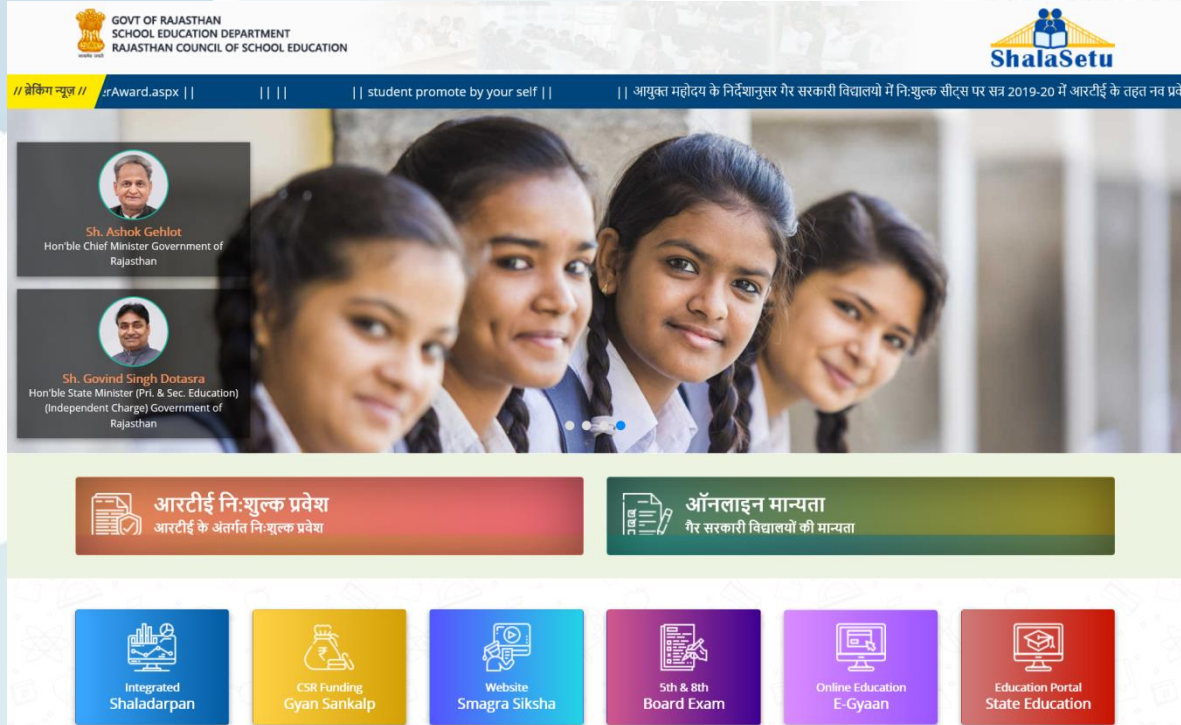 GOVT OF RAJASTHAN
SCHOOL EDUCATION DEPARTMENT
RAJASTHAN COUNCIL OF SCHOOL EDUCATION
ShalaSetu
// ब्रेकिंग न्यूज़ //
erAward.aspx || || || || student promote by your self || || आयुक्त महोदय के निर्देशानुसर गैर सरकारी विद्यालयो में नि:शुल्क सीट्स पर सत्र 2019-20 में आरटीई के तहत नव प्रवे
Sh. Ashok Gehlot
Hon'ble Chief Minister Government of
Rajasthan
Sh. Govind Singh Dotasra
Hon'ble State Minister (Pri. & Sec. Education)
(Independent Charge) Government of
Rajasthan
आरटीई नि:शुल्क प्रवेश
आरटीई के अंतर्गत नि:शुल्क प्रवेश
ऑनलाइन मान्यता
गैर सरकारी विद्यालयों की मान्यता
Integrated
Shaladarpan
CSR Funding
Gyan Sankalp
Website
Smagra Siksha
5th & 8th
Board Exam
Online Education
E-Gyaan
Education Portal
State Education